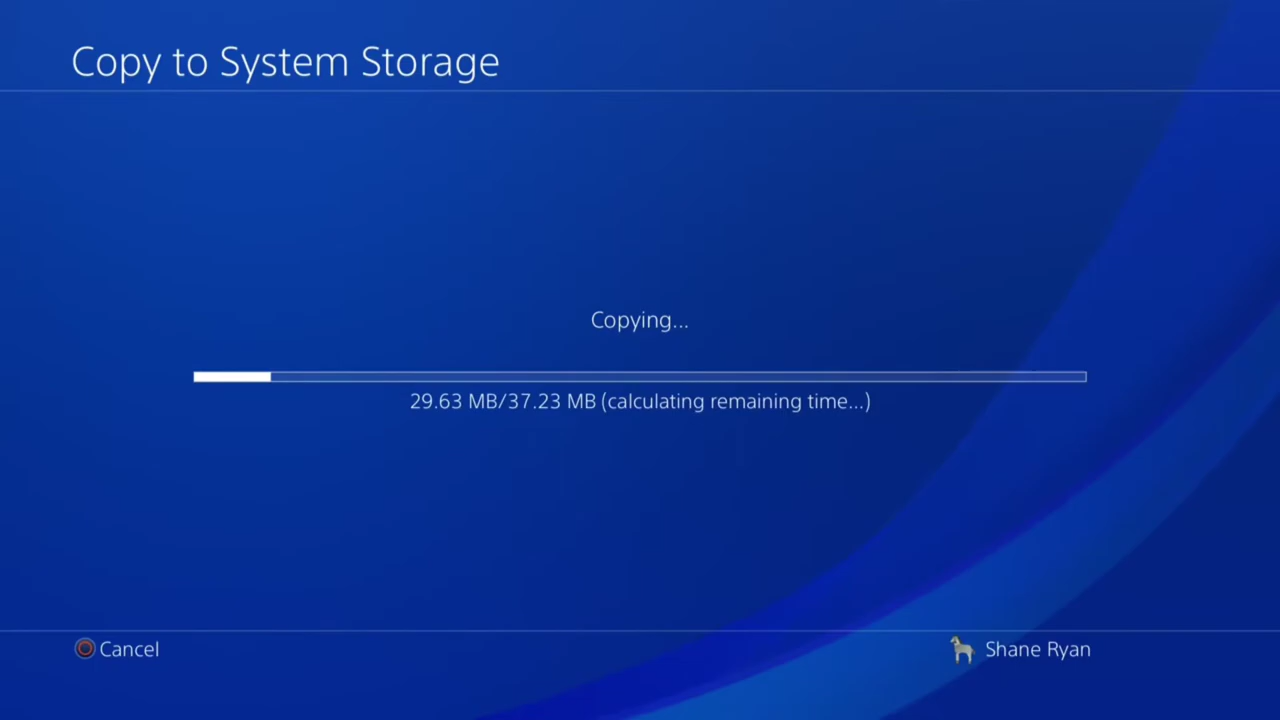 Copy to System Storage
Copying...
29.63 MB/37.23 MB (calculating remaining time...)
Cancel
Shane Ryan